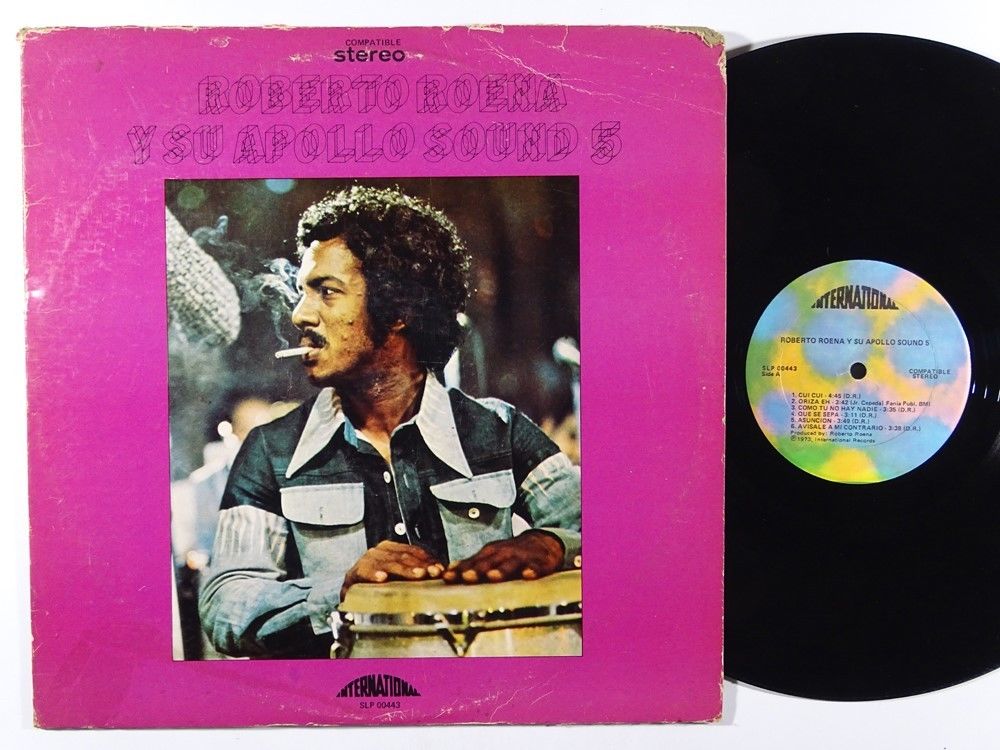 COMPATIBLE
stereo
ROBERTO ROENA
Y SU APOLLO SOUND 5
INTERNATIONAL
SLP 00443
INTERNATIONAL
ROBERTO ROENA Y SU APOLLO SOUND 5
SLP 00443
Side A
COMPATIBLE
STEREO
1. CUI CUI - 4:46 (D.R.)
2. ORIZA EH - 3:42 (Jr. Cepeda) Fania Publ. BMI
3. COMO TU NO HAY NADIE - 3:35 (D.R.)
4. QUE SE SEPA - 3:11 (D.R.)
5. ASUNCION - 3:49 (D.R.)
6. AVISALE A MI CONTRARIO - 3:38 (D.R.)
Produced by: Roberto Roena
℗1973, International Records